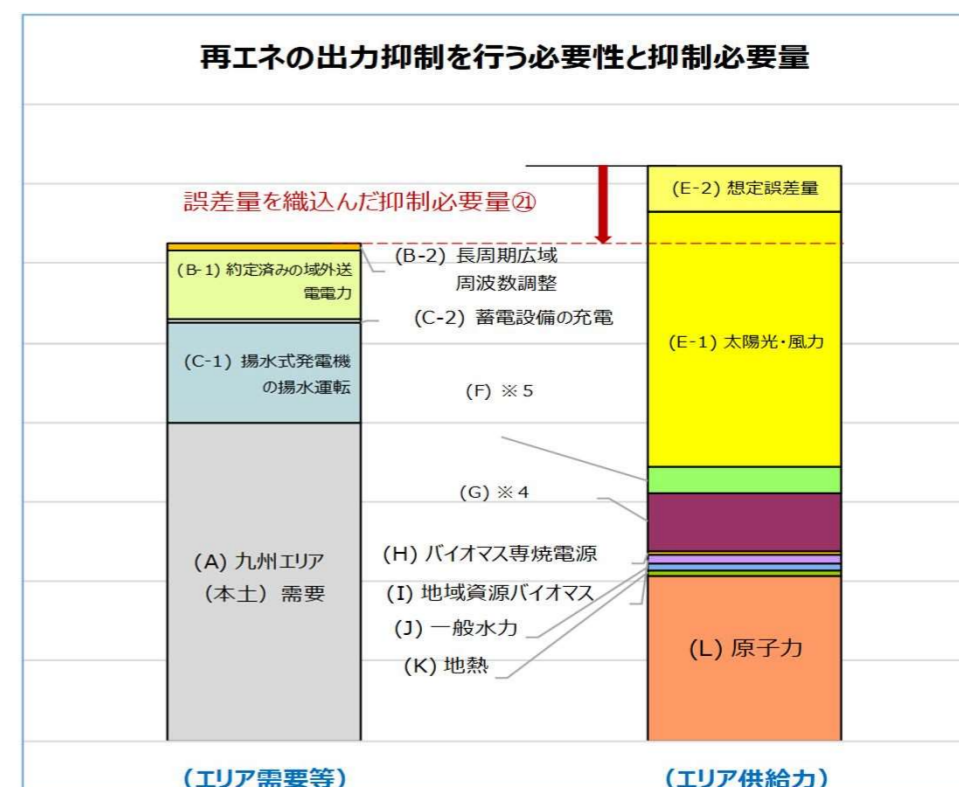 再エネの出力抑制を行う必要性と抑制必要量
誤差量を織込んだ抑制必要量㉑
(B-1) 約定済みの域外送
電電力
(C-1) 揚水式発電機
の揚水運転
(A) 九州エリア
（本土）需要
(B-2) 長周期広域
周波数調整
(C-2) 蓄電設備の充電
(F) ※５
(G) ※４
(H) バイオマス専焼電源
(I) 地域資源バイオマス
(J) 一般水力
(K) 地熱
(E-2) 想定誤差量
(E-1) 太陽光・風力
(L) 原子力
（エリア需要等）
（エリア供給力）